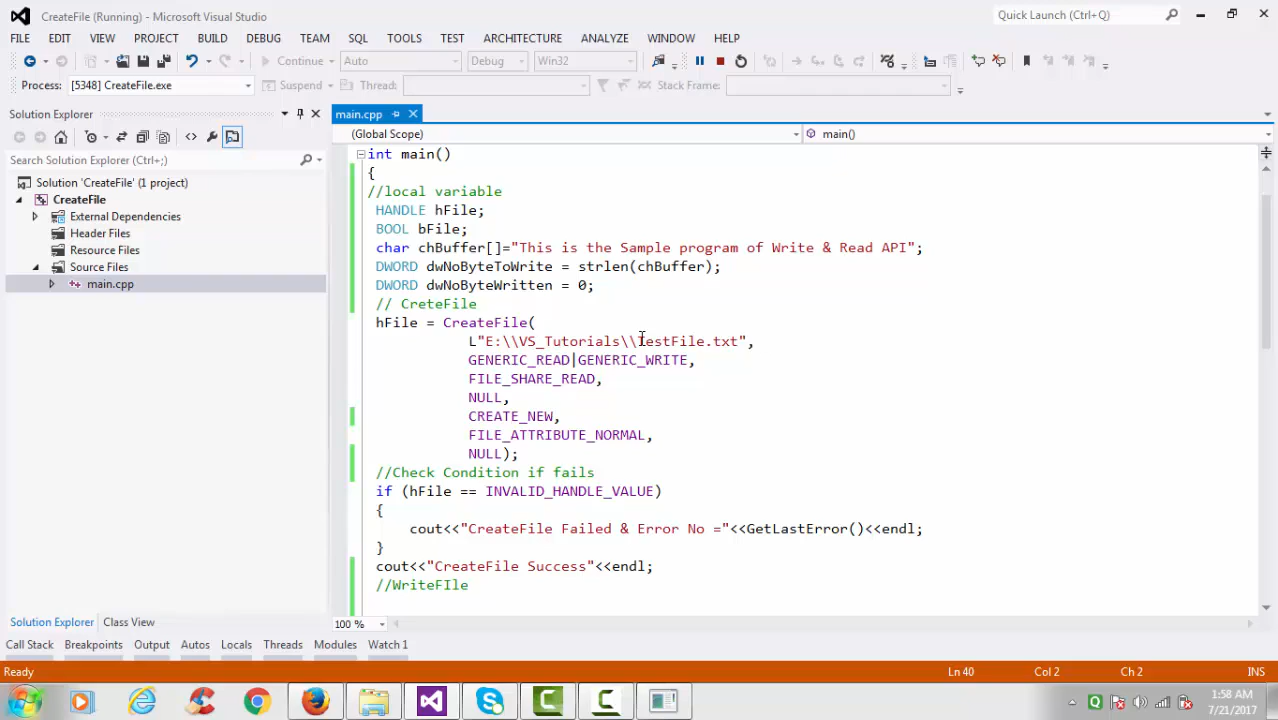 CreateFile (Running) - Microsoft Visual Studio
Quick Launch (Ctrl+Q)
FILE EDIT VIEW PROJECT BUILD DEBUG TEAM SQL TOOLS TEST ARCHITECTURE ANALYZE WINDOW HELP
Continue Auto Debug Win32
Process: [5348] CreateFile.exe Suspend Thread: Stack Frame:
Solution Explorer
main.cpp
(Global Scope) main()
Search Solution Explorer (Ctrl+;)
Solution 'CreateFile' (1 project)
CreateFile
External Dependencies
Header Files
Resource Files
Source Files
main.cpp
int main()
{
//local variable
HANDLE hFile;
BOOL bFile;
char chBuffer[]="This is the Sample program of Write & Read API";
DWORD dwNoByteToWrite = strlen(chBuffer);
DWORD dwNoByteWritten = 0;
// CreteFile
hFile = CreateFile(
L"E:\\VS_Tutorials\\TestFile.txt",
GENERIC_READ|GENERIC_WRITE,
FILE_SHARE_READ,
NULL,
CREATE_NEW,
FILE_ATTRIBUTE_NORMAL,
NULL);
//Check Condition if fails
if (hFile == INVALID_HANDLE_VALUE)
{
cout<<"CreateFile Failed & Error No ="<<GetLastError()<<endl;
}
cout<<"CreateFile Success"<<endl;
//WriteFIle
Solution Explorer Class View
100 %
Call Stack Breakpoints Output Autos Locals Threads Modules Watch 1
Ready Ln 40 Col 2 Ch 2 INS
1:58 AM
7/21/2017